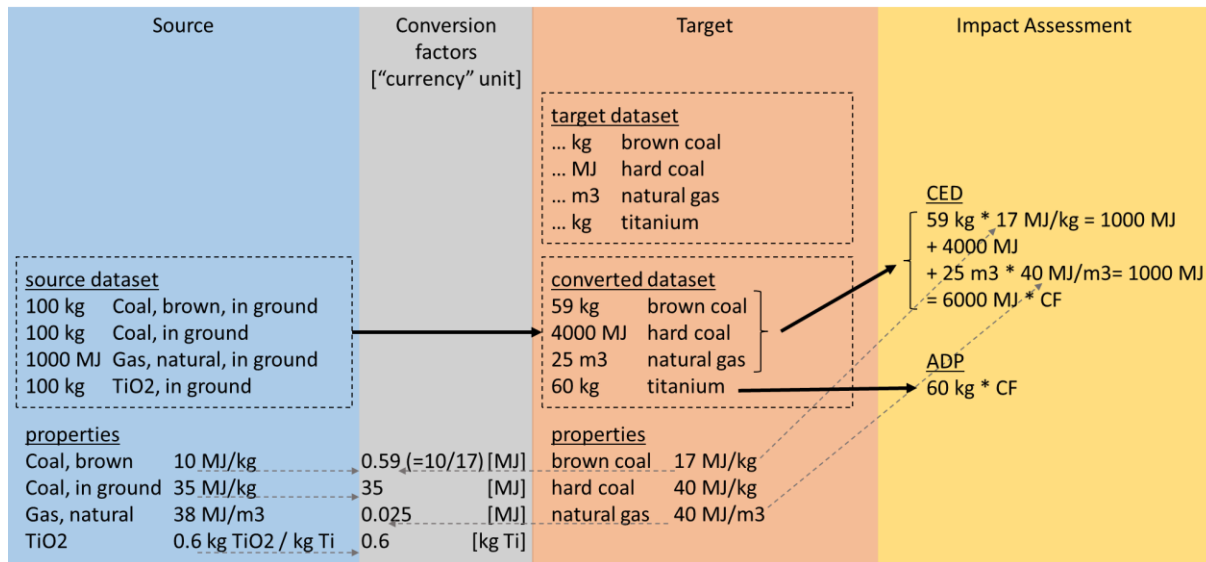 Source
Conversion
factors
["currency" unit]
Target
Impact Assessment
target dataset
... kg brown coal
... MJ hard coal
... m3 natural gas
... kg titanium
source dataset
100 kg Coal, brown, in ground
100 kg Coal, in ground
1000 MJ Gas, natural, in ground
100 kg TiO2, in ground
converted dataset
59 kg brown coal
4000 MJ hard coal
25 m3 natural gas
60 kg titanium
CED
59 kg * 17 MJ/kg = 1000 MJ
+ 4000 MJ
+ 25 m3 * 40 MJ/m3= 1000 MJ
= 6000 MJ * CF
ADP
60 kg * CF
properties
Coal, brown 10 MJ/kg
Coal, in ground 35 MJ/kg
Gas, natural 38 MJ/m3
TiO2 0.6 kg TiO2 / kg Ti
0.59 (=10/17) [MJ]
35 [MJ]
0.025 [MJ]
0.6 [kg Ti]
properties
brown coal 17 MJ/kg
hard coal 40 MJ/kg
natural gas 40 MJ/m3